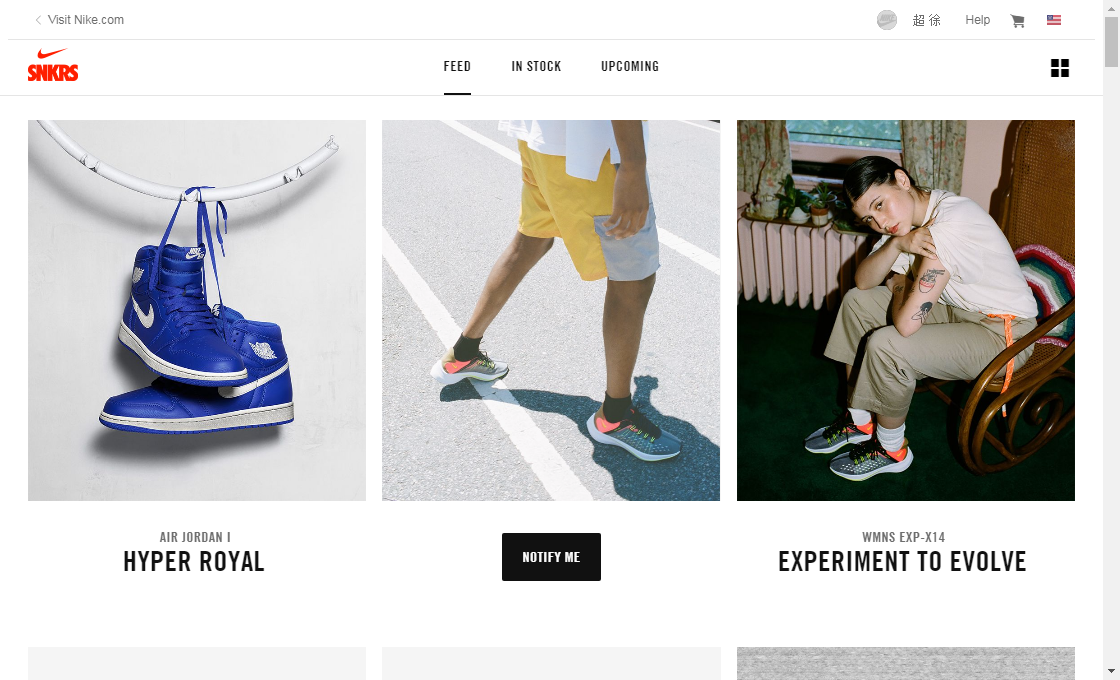 Visit Nike.com
超 徐
Help
SNKRS
FEED
IN STOCK
UPCOMING
AIR JORDAN I
HYPER ROYAL
NOTIFY ME
WMNS EXP-X14
EXPERIMENT TO EVOLVE